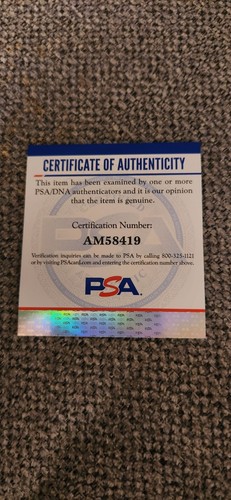 CERTIFICATE OF AUTHENTICITY
This item has been examined by one or more
PSA/DNA authenticators and it is our opinion
that the item is genuine.
Certification Number:
AM58419
Verification inquiries can be made to PSA by calling 800-325-1121
or by visiting PSAcard.com and entering the certification number above.
PSA